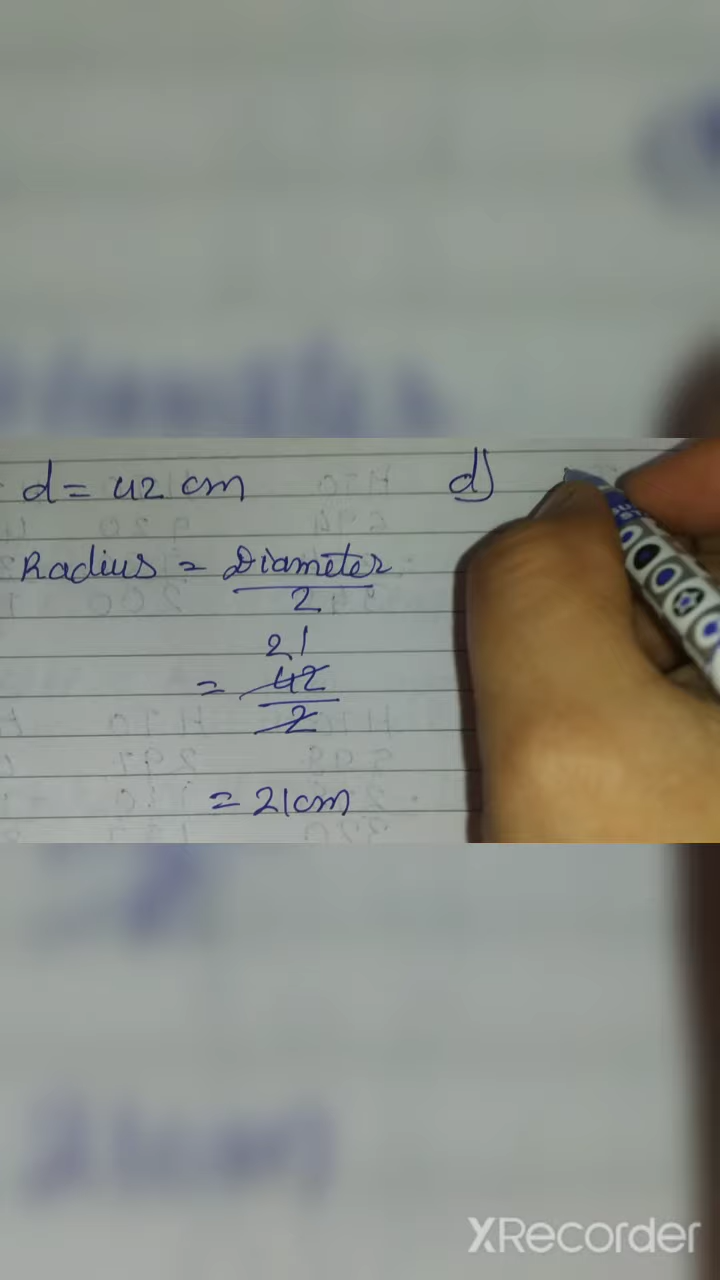 d = 42 cm
Radius = Diameter
2
21
= 42
2
= 21cm
d)
XRecorder